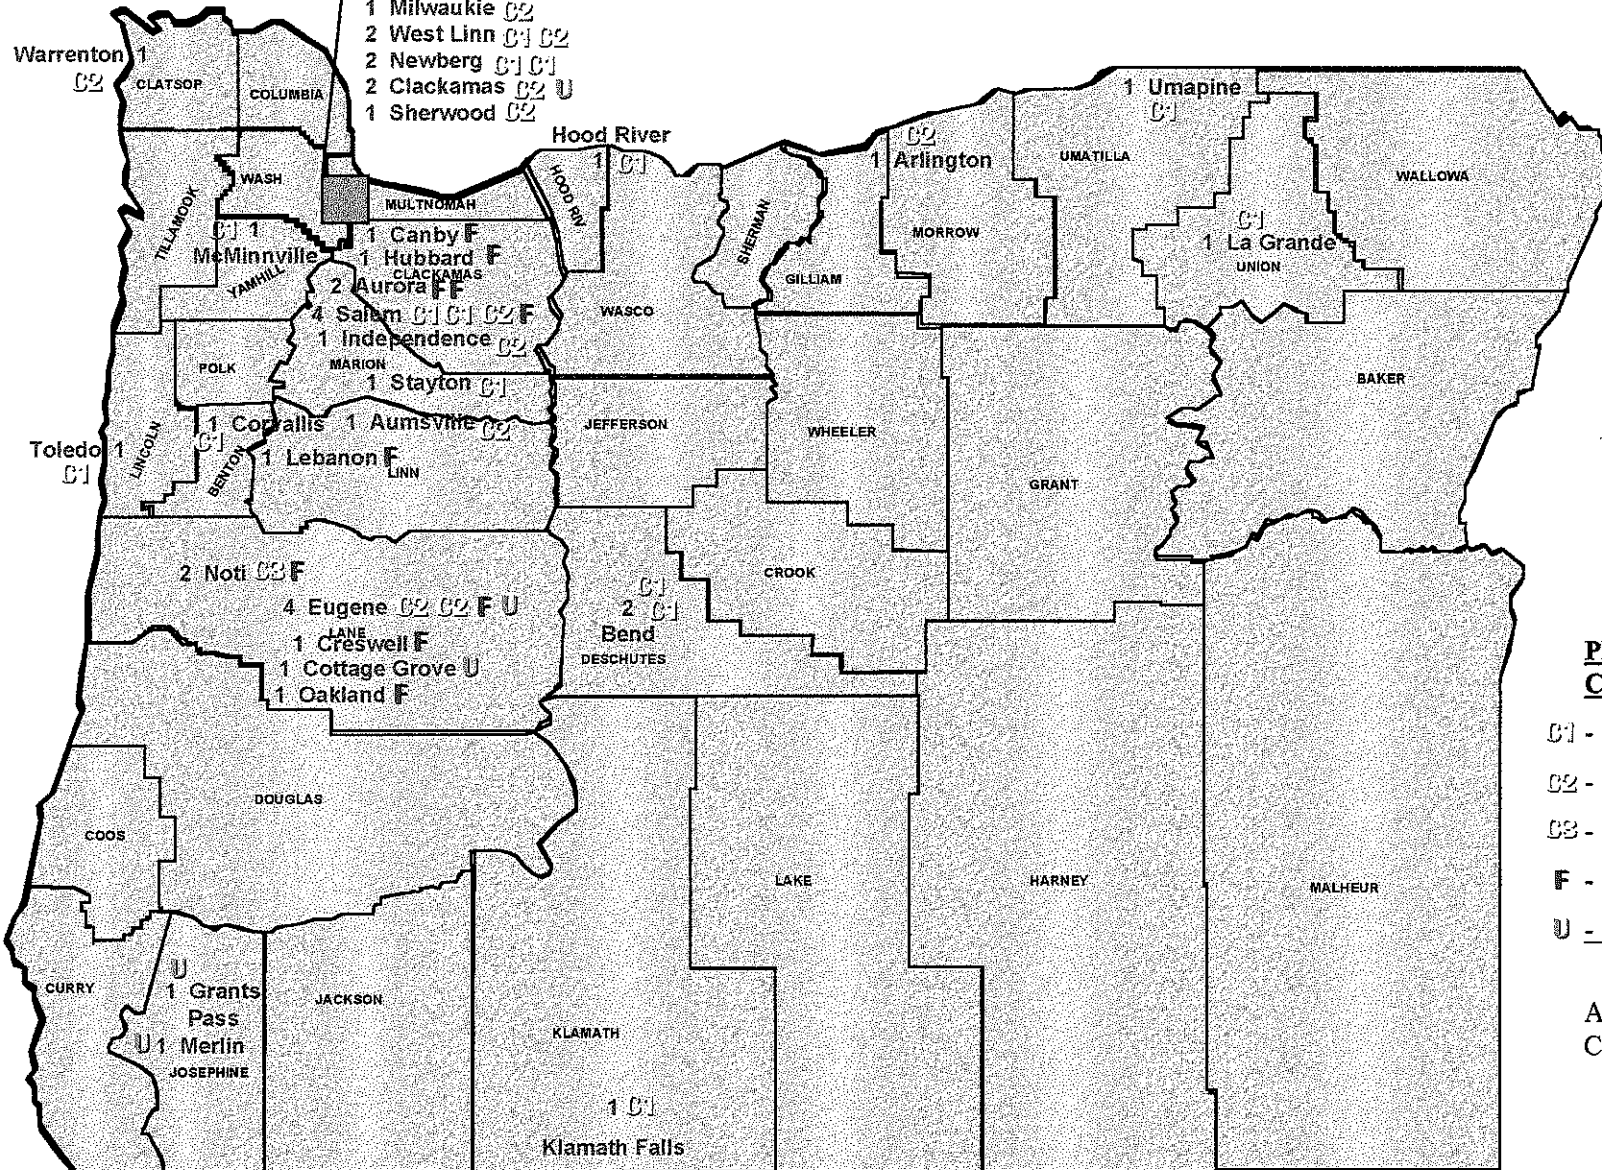 1 Milwaukie C2
2 West Linn C1 C2
2 Newberg C1 C1
2 Clackamas C2 U
1 Sherwood C2
Warrenton 1
C2
CLATSOP
COLUMBIA
Hood River
1 C1
C2
1 Arlington
1 Umapine
C1
UMATILLA
WALLOWA
TILLAMOOK
WASH
MULTNOMAH
HOOD RIV
SHERMAN
GILLIAM
MORROW
C1
1 La Grande
UNION
C1 1
McMinnville
YAMHILL
1 Canby F
1 Hubbard F
CLACKAMAS
2 Aurora F F
4 Salem C1 C1 C2 F
1 Independence C2
MARION
1 Stayton C1
WASCO
POLK
BAKER
JEFFERSON
WHEELER
GRANT
Toledo 1
C1
LINCOLN
1 Corvallis
C1
BENTON
1 Aumsville C2
1 Lebanon F
LINN
2 Noti C3 F
4 Eugene C2 C2 F U
LANE
1 Creswell F
1 Cottage Grove U
1 Oakland F
C1
2 C1
Bend
DESCHUTES
CROOK
P
C
C1 -
C2 -
C3 -
F -
U -
A
C
DOUGLAS
COOS
LAKE
HARNEY
MALHEUR
CURRY
U
1 Grants
Pass
U 1 Merlin
JOSEPHINE
JACKSON
KLAMATH
1 C1
Klamath Falls